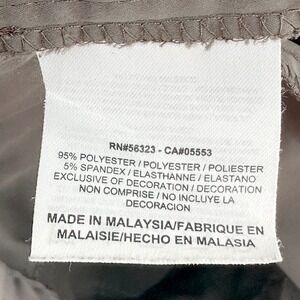 RN#56323 - CA#05553
95% POLYESTER / POLYESTER / POLIESTER
5% SPANDEX / ELASTHANNE / ELASTANO
EXCLUSIVE OF DECORATION / DECORATION
NON COMPRISE / NO INCLUYE LA
DECORACION
MADE IN MALAYSIA/FABRIQUE EN
MALAISIE/HECHO EN MALASIA